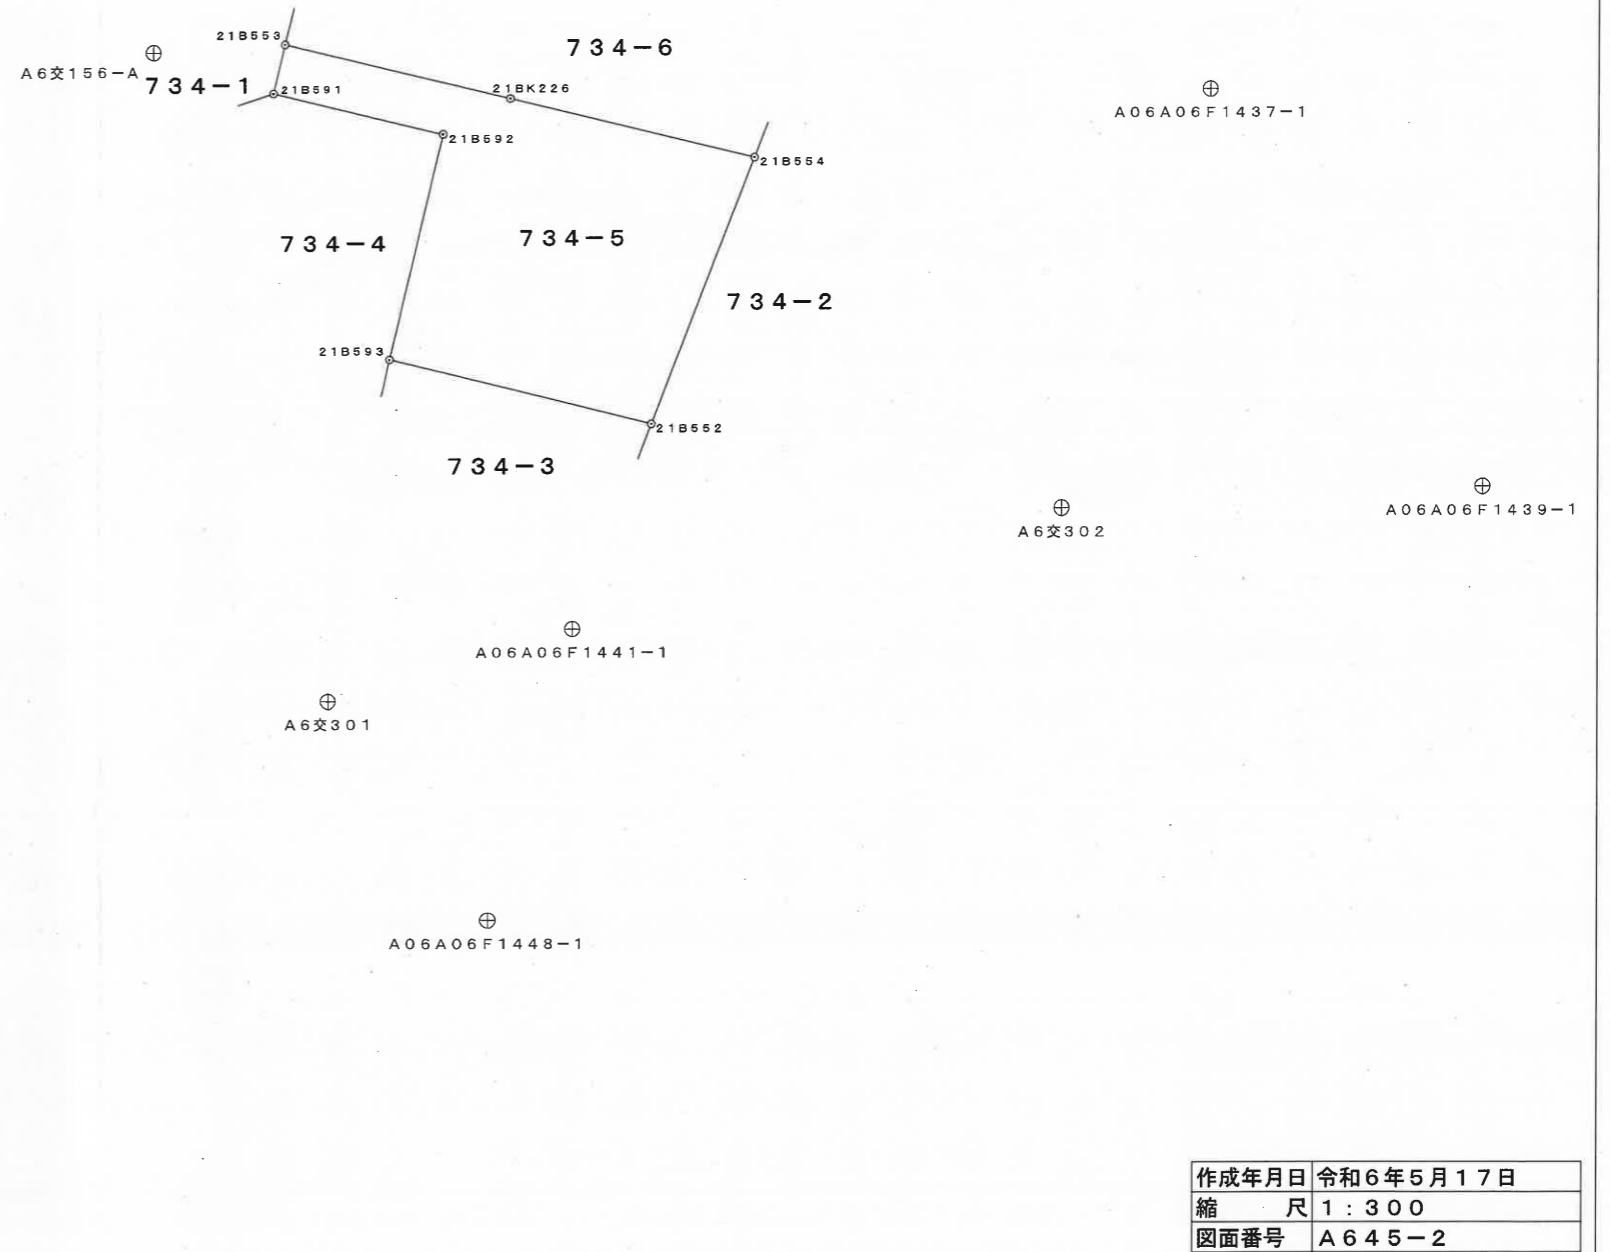 21B553
734-6
A6交156-A
734-1
21B591
21BK226
A06A06F1437-1
21B592
21B554
734-4
734-5
734-2
21B593
21B552
734-3
A6交302
A06A06F1439-1
A06A06F1441-1
A6交301
A06A06F1448-1
作成年月日 令和6年5月17日
縮 尺 1:300
図面番号 A645-2